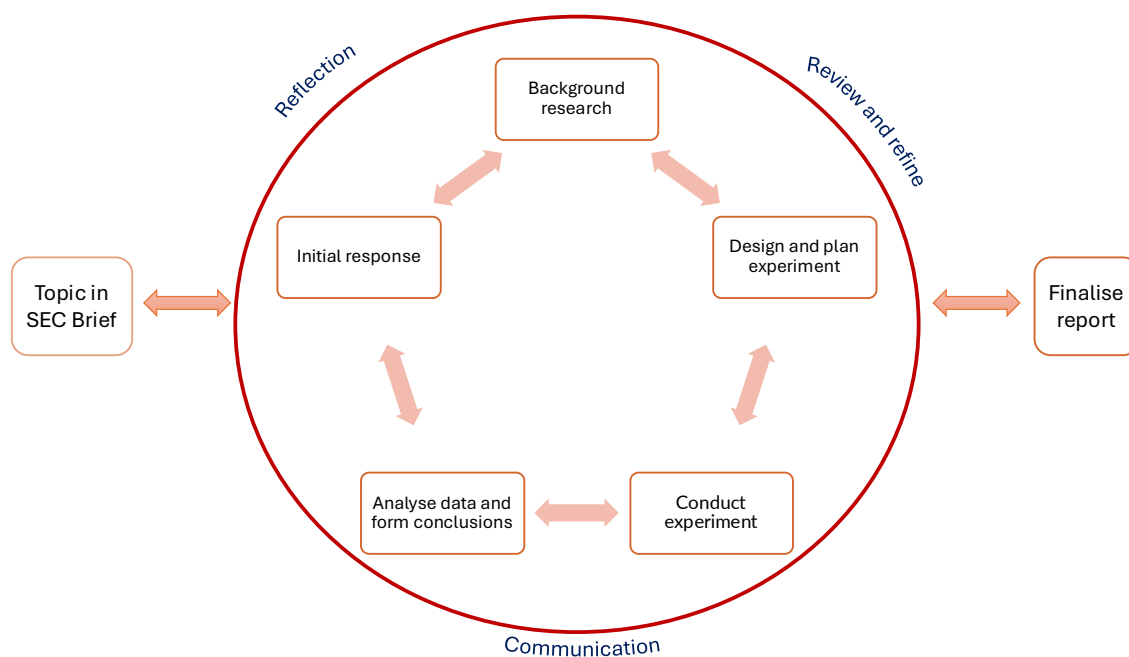 Reflection
Review and refine
Background
research
Initial response
Design and plan
experiment
Topic in
SEC Brief
Finalise
report
Analyse data and
form conclusions
Conduct
experiment
Communication